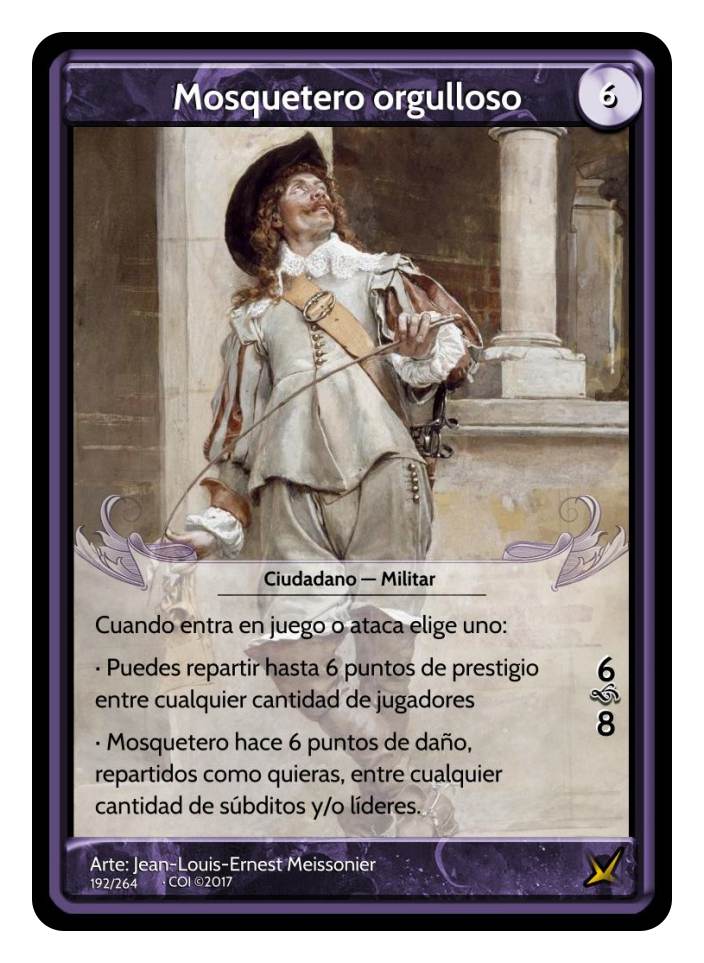 Mosquetero orgulloso
6
Ciudadano — Militar
Cuando entra en juego o ataca elige uno:
· Puedes repartir hasta 6 puntos de prestigio
entre cualquier cantidad de jugadores
6
8
· Mosquetero hace 6 puntos de daño,
repartidos como quieras, entre cualquier
cantidad de súbditos y/o líderes.
Arte: Jean-Louis-Ernest Meissonier
192/264 · COI ©2017